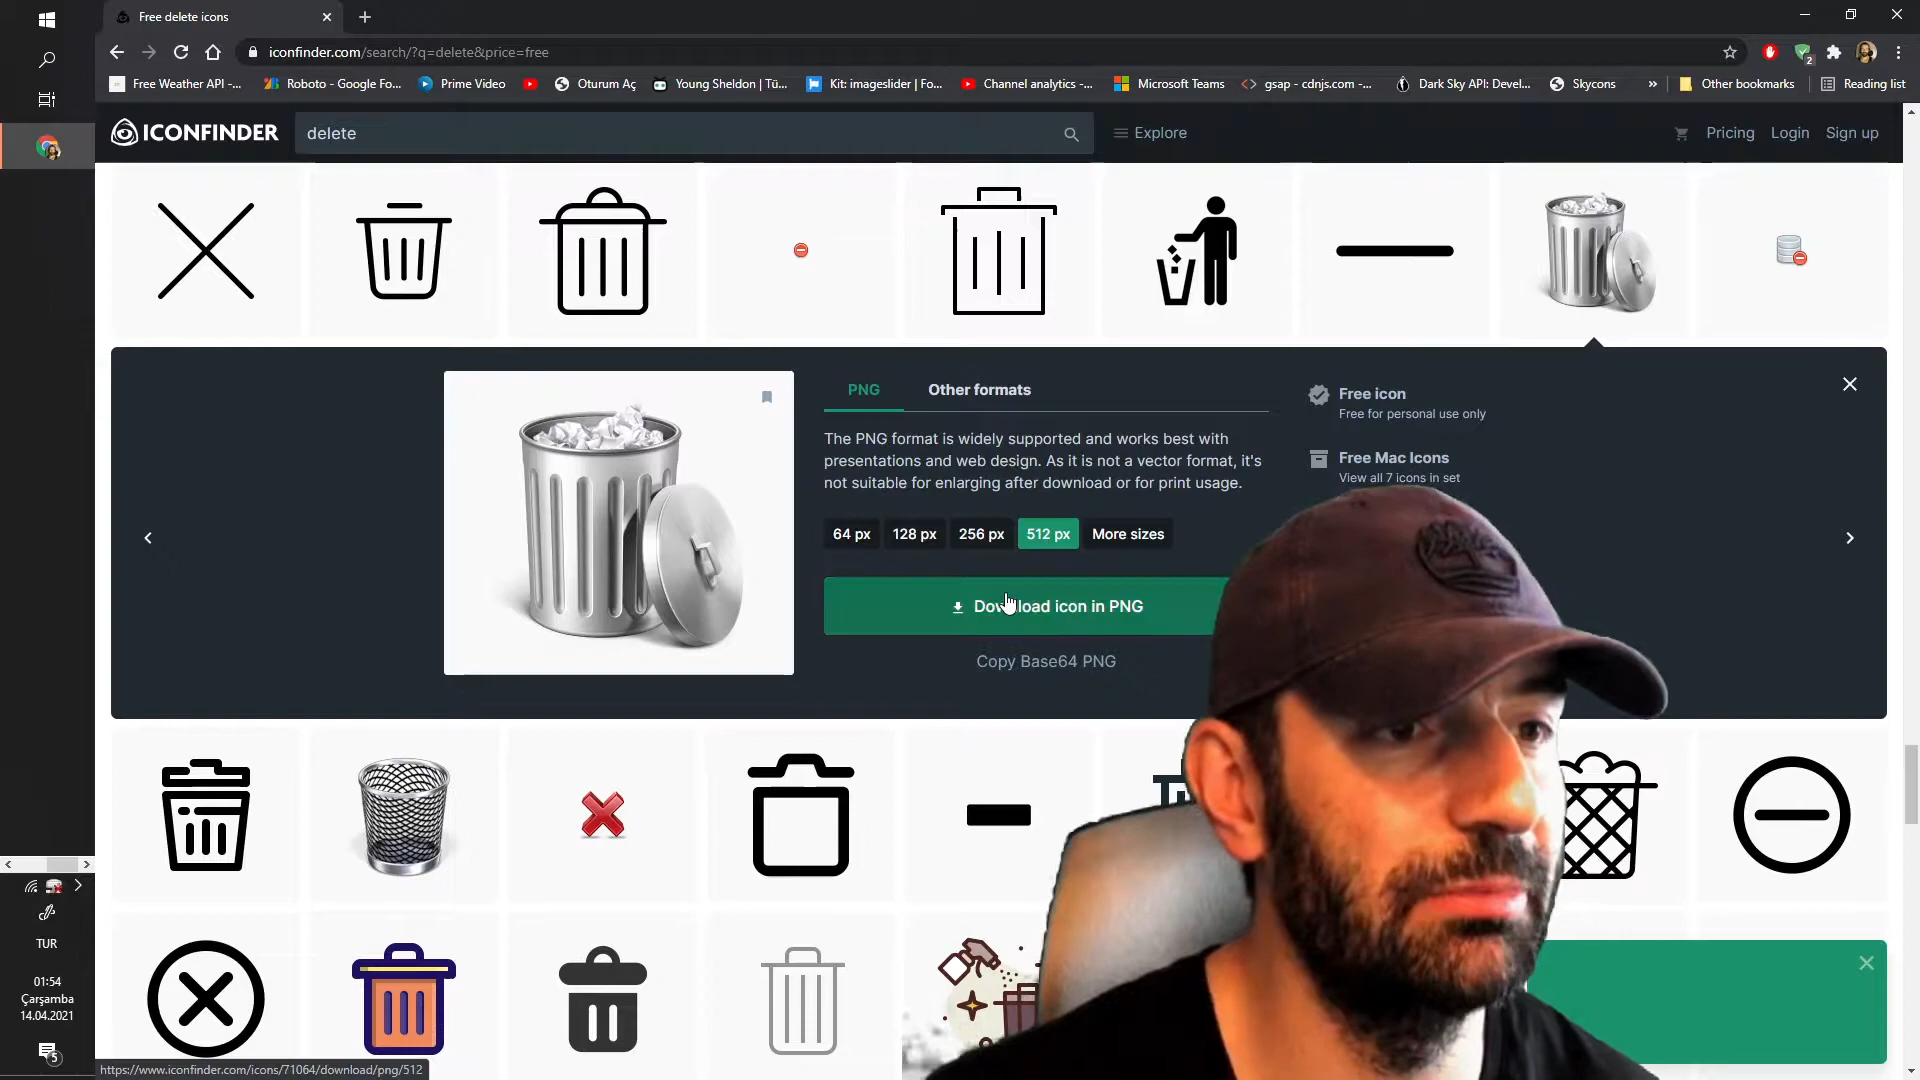 Free delete icons
iconfinder.com/search/?q=delete&price=free
2
Free Weather API -...
Roboto - Google Fo...
Prime Video
Oturum Aç
Young Sheldon | Tü...
Kit: imageslider | Fo...
Channel analytics -...
Microsoft Teams
gsap - cdnjs.com -...
Dark Sky API: Devel...
Skycons
»
Other bookmarks
Reading list
ICONFINDER
delete
Explore
Pricing
Login
Sign up
PNG
Other formats
The PNG format is widely supported and works best with
presentations and web design. As it is not a vector format, it's
not suitable for enlarging after download or for print usage.
64 px
128 px
256 px
512 px
More sizes
Download icon in PNG
Copy Base64 PNG
Free icon
Free for personal use only
Free Mac Icons
View all 7 icons in set
TUR
01:54
Çarşamba
14.04.2021
5
https://www.iconfinder.com/icons/71064/download/png/512